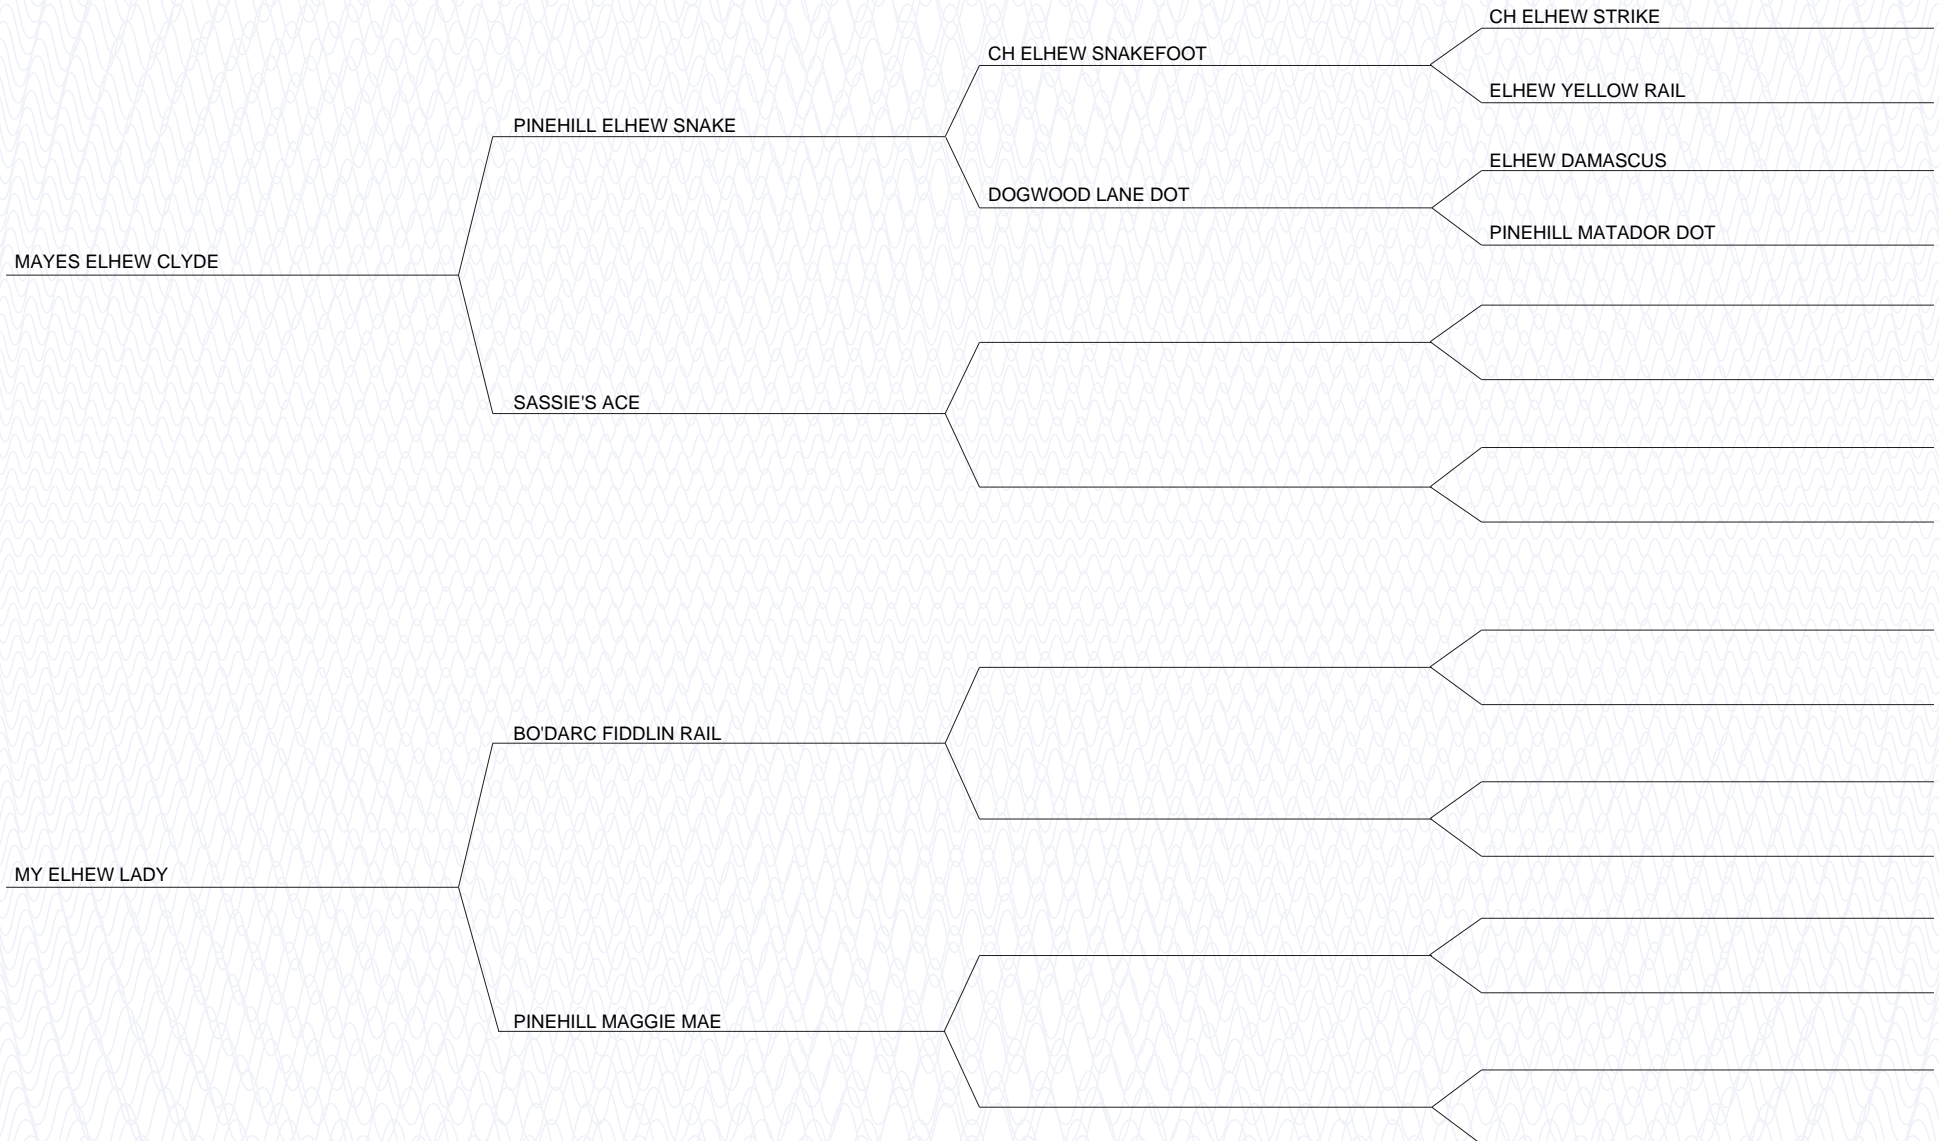 CH ELHEW STRIKE
CH ELHEW SNAKEFOOT
ELHEW YELLOW RAIL
PINEHILL ELHEW SNAKE
ELHEW DAMASCUS
DOGWOOD LANE DOT
PINEHILL MATADOR DOT
MAYES ELHEW CLYDE
SASSIE'S ACE
BO'DARC FIDDLIN RAIL
MY ELHEW LADY
PINEHILL MAGGIE MAE